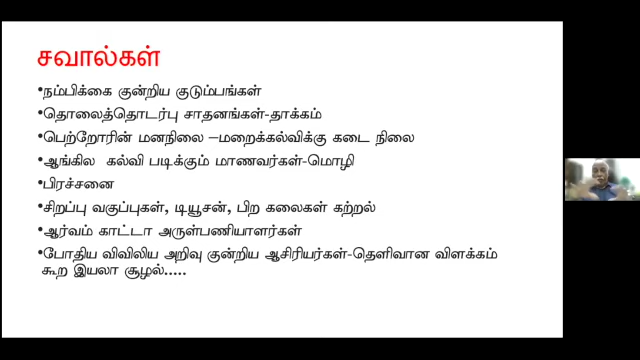 சவால்கள்
•நம்பிக்கை குன்றிய குடும்பங்கள்
•தொலைத்தொடர்பு சாதனங்கள்-தாக்கம்
•பெற்றோரின் மனநிலை –மறைக்கல்விக்கு கடை நிலை
•ஆங்கில கல்வி படிக்கும் மாணவர்கள்-மொழி
•பிரச்சனை
•சிறப்பு வகுப்புகள், டியூசன், பிற கலைகள் கற்றல்
•ஆர்வம் காட்டா அருள்பணியாளர்கள்
•போதிய விவிலிய அறிவு குன்றிய ஆசிரியர்கள்-தெளிவான விளக்கம்
கூற இயலா சூழல்.....